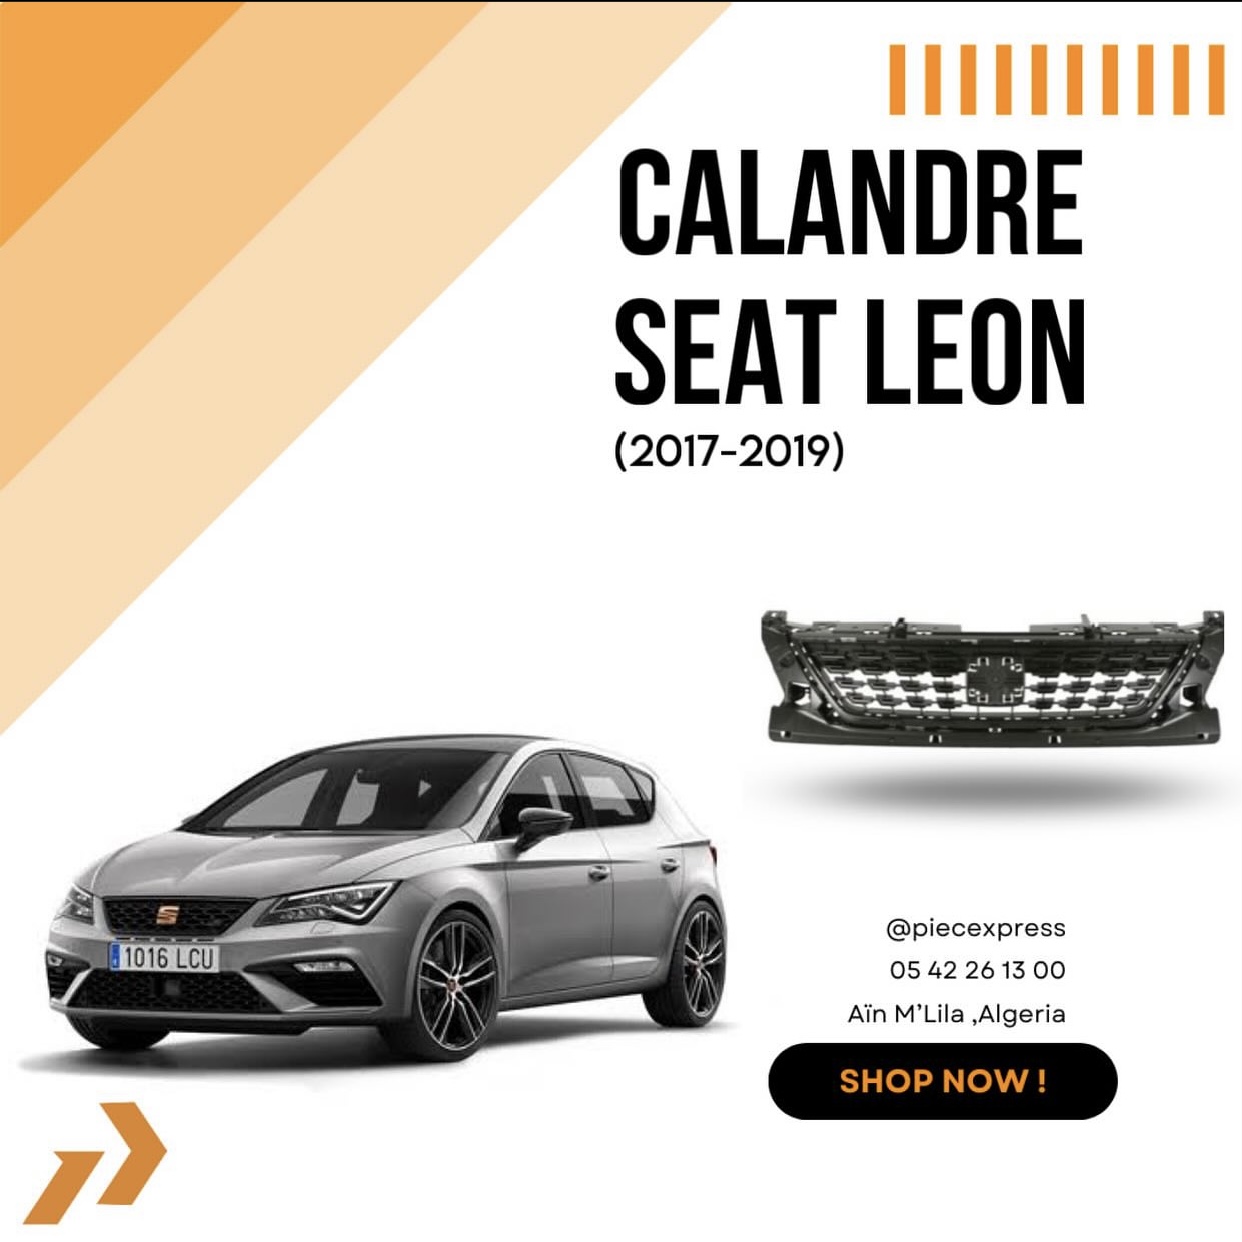 CALANDRE
SEAT LEON
(2017-2019)
1016 LCU
@piecexpress
05 42 26 13 00
Aïn M'Lila ,Algeria
SHOP NOW !